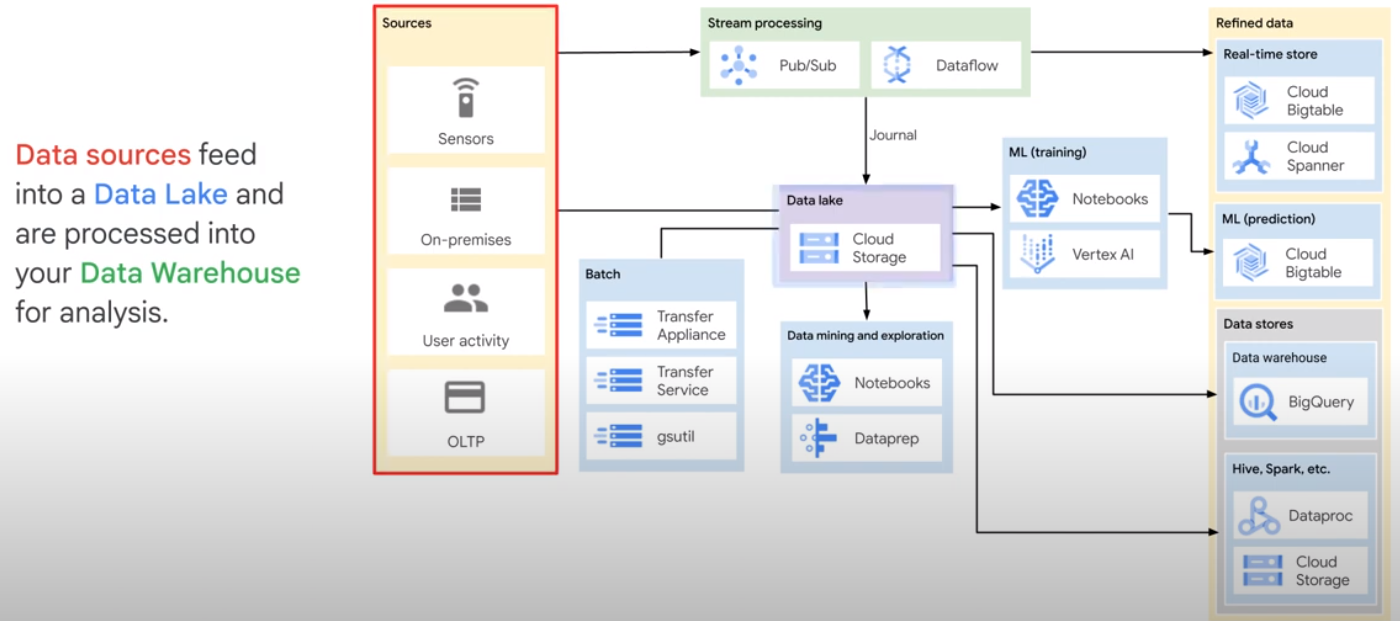 Data sources feed
into a Data Lake and
are processed into
your Data Warehouse
for analysis.
Sources
Sensors
On-premises
User activity
OLTP
Stream processing
Pub/Sub
Dataflow
Journal
Batch
Transfer
Appliance
Transfer
Service
gsutil
Data lake
Cloud
Storage
Data mining and exploration
Notebooks
Dataprep
ML (training)
Notebooks
Vertex AI
Refined data
Real-time store
Cloud
Bigtable
Cloud
Spanner
ML (prediction)
Cloud
Bigtable
Data stores
Data warehouse
BigQuery
Hive, Spark, etc.
Dataproc
Cloud
Storage